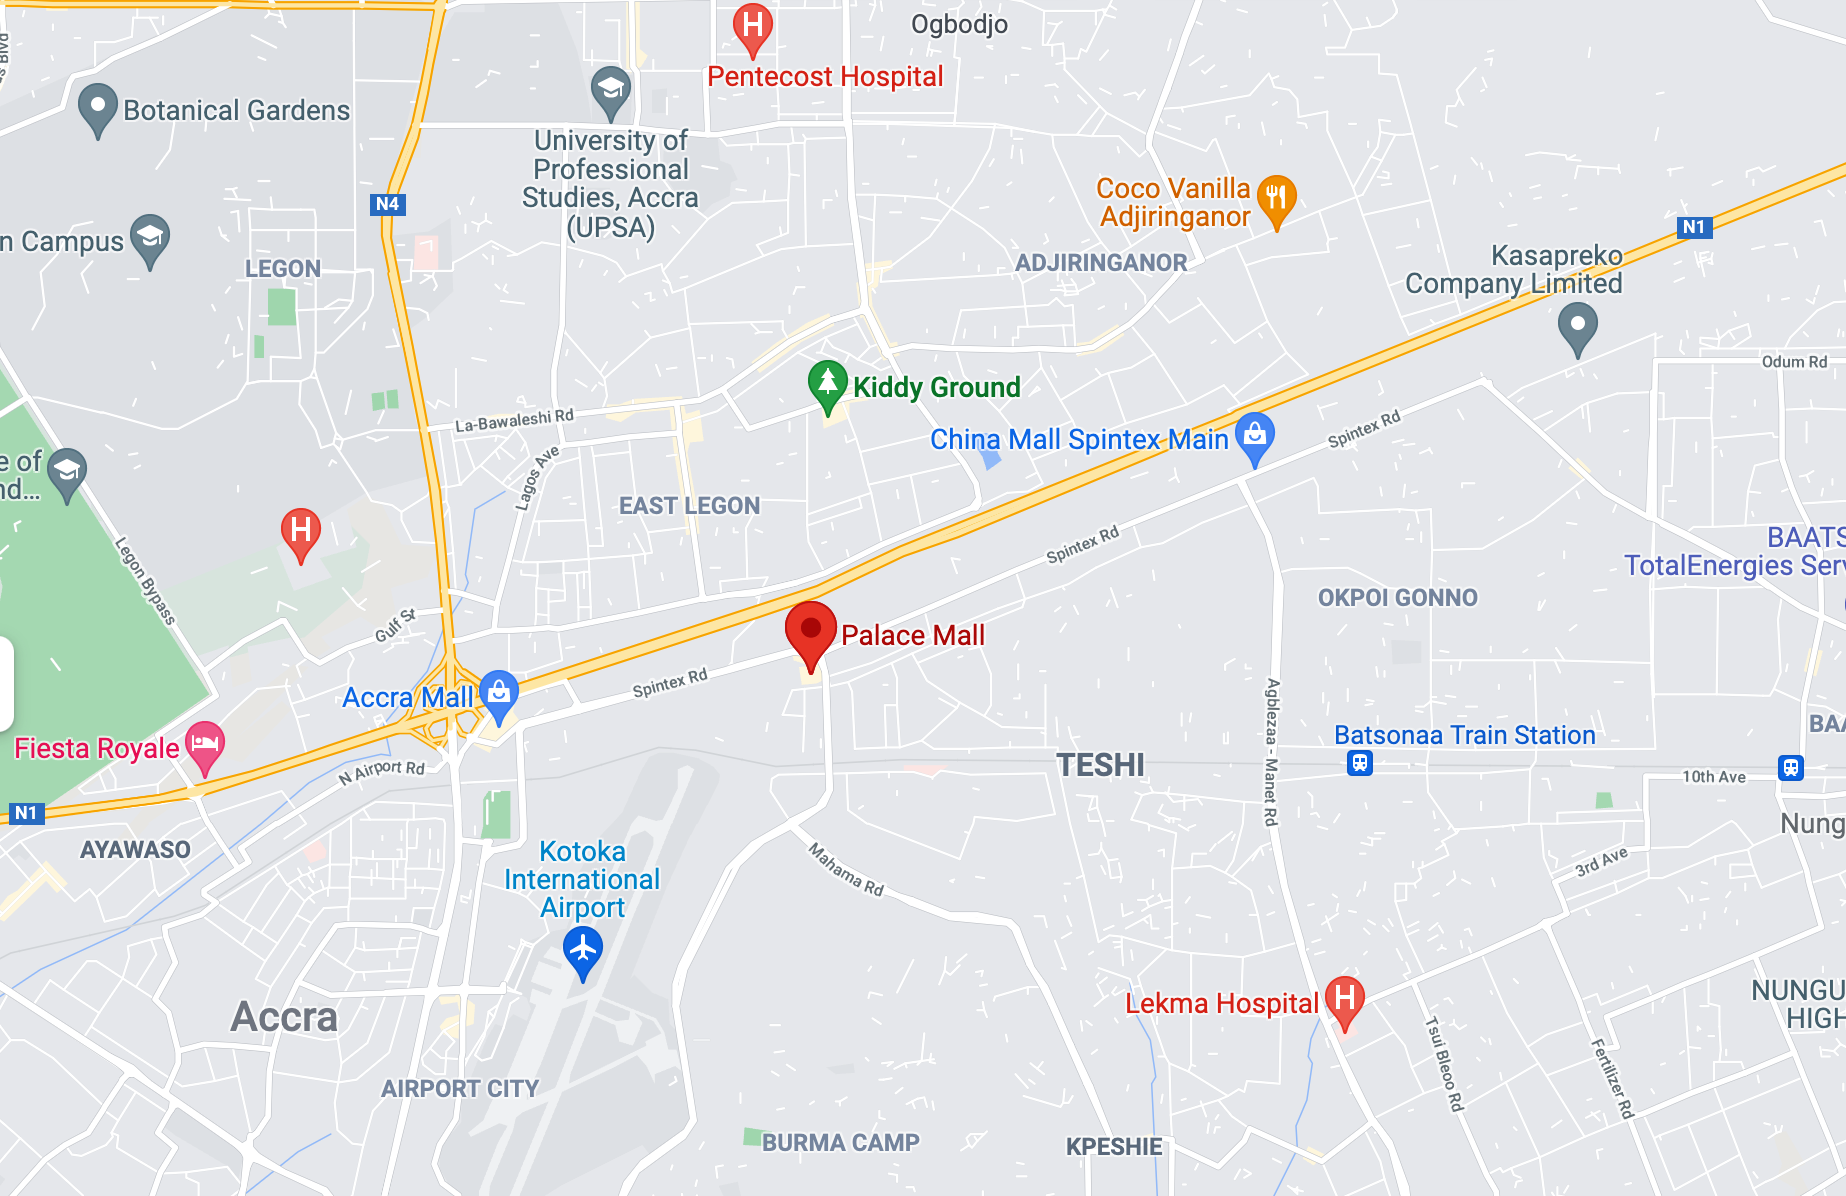 Ogbodjo
H
Pentecost Hospital
Botanical Gardens
University of
Professional
Studies, Accra
(UPSA)
Coco Vanilla
Adjiringanor
N4
N1
n Campus
LEGON
ADJIRINGANOR
Kasapreko
Company Limited
Odum Rd
Kiddy Ground
La-Bawaleshi Rd
China Mall Spintex Main
Spintex Rd
e of
nd...
Lagos Ave
EAST LEGON
H
Spintex Rd
BAATS
TotalEnergies Serv
Legon Bypass
Gulf St
OKPOI GONNO
Palace Mall
Spintex Rd
Accra Mall
Agblezaa - Manet Rd
Fiesta Royale
N Airport Rd
TESHI
Batsonaa Train Station
BAA
10th Ave
N1
AYAWASO
Nung
Kotoka
International
Airport
Mahama Rd
3rd Ave
Accra
Lekma Hospital
H
NUNGU
HIGH
Tsui Bleoo Rd
Fertilizer Rd
AIRPORT CITY
BURMA CAMP
KPESHIE